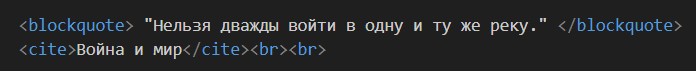 <blockquote> "Нельзя дважды войти в одну и ту же реку." </blockquote>
<cite>Война и мир</cite><br><br>